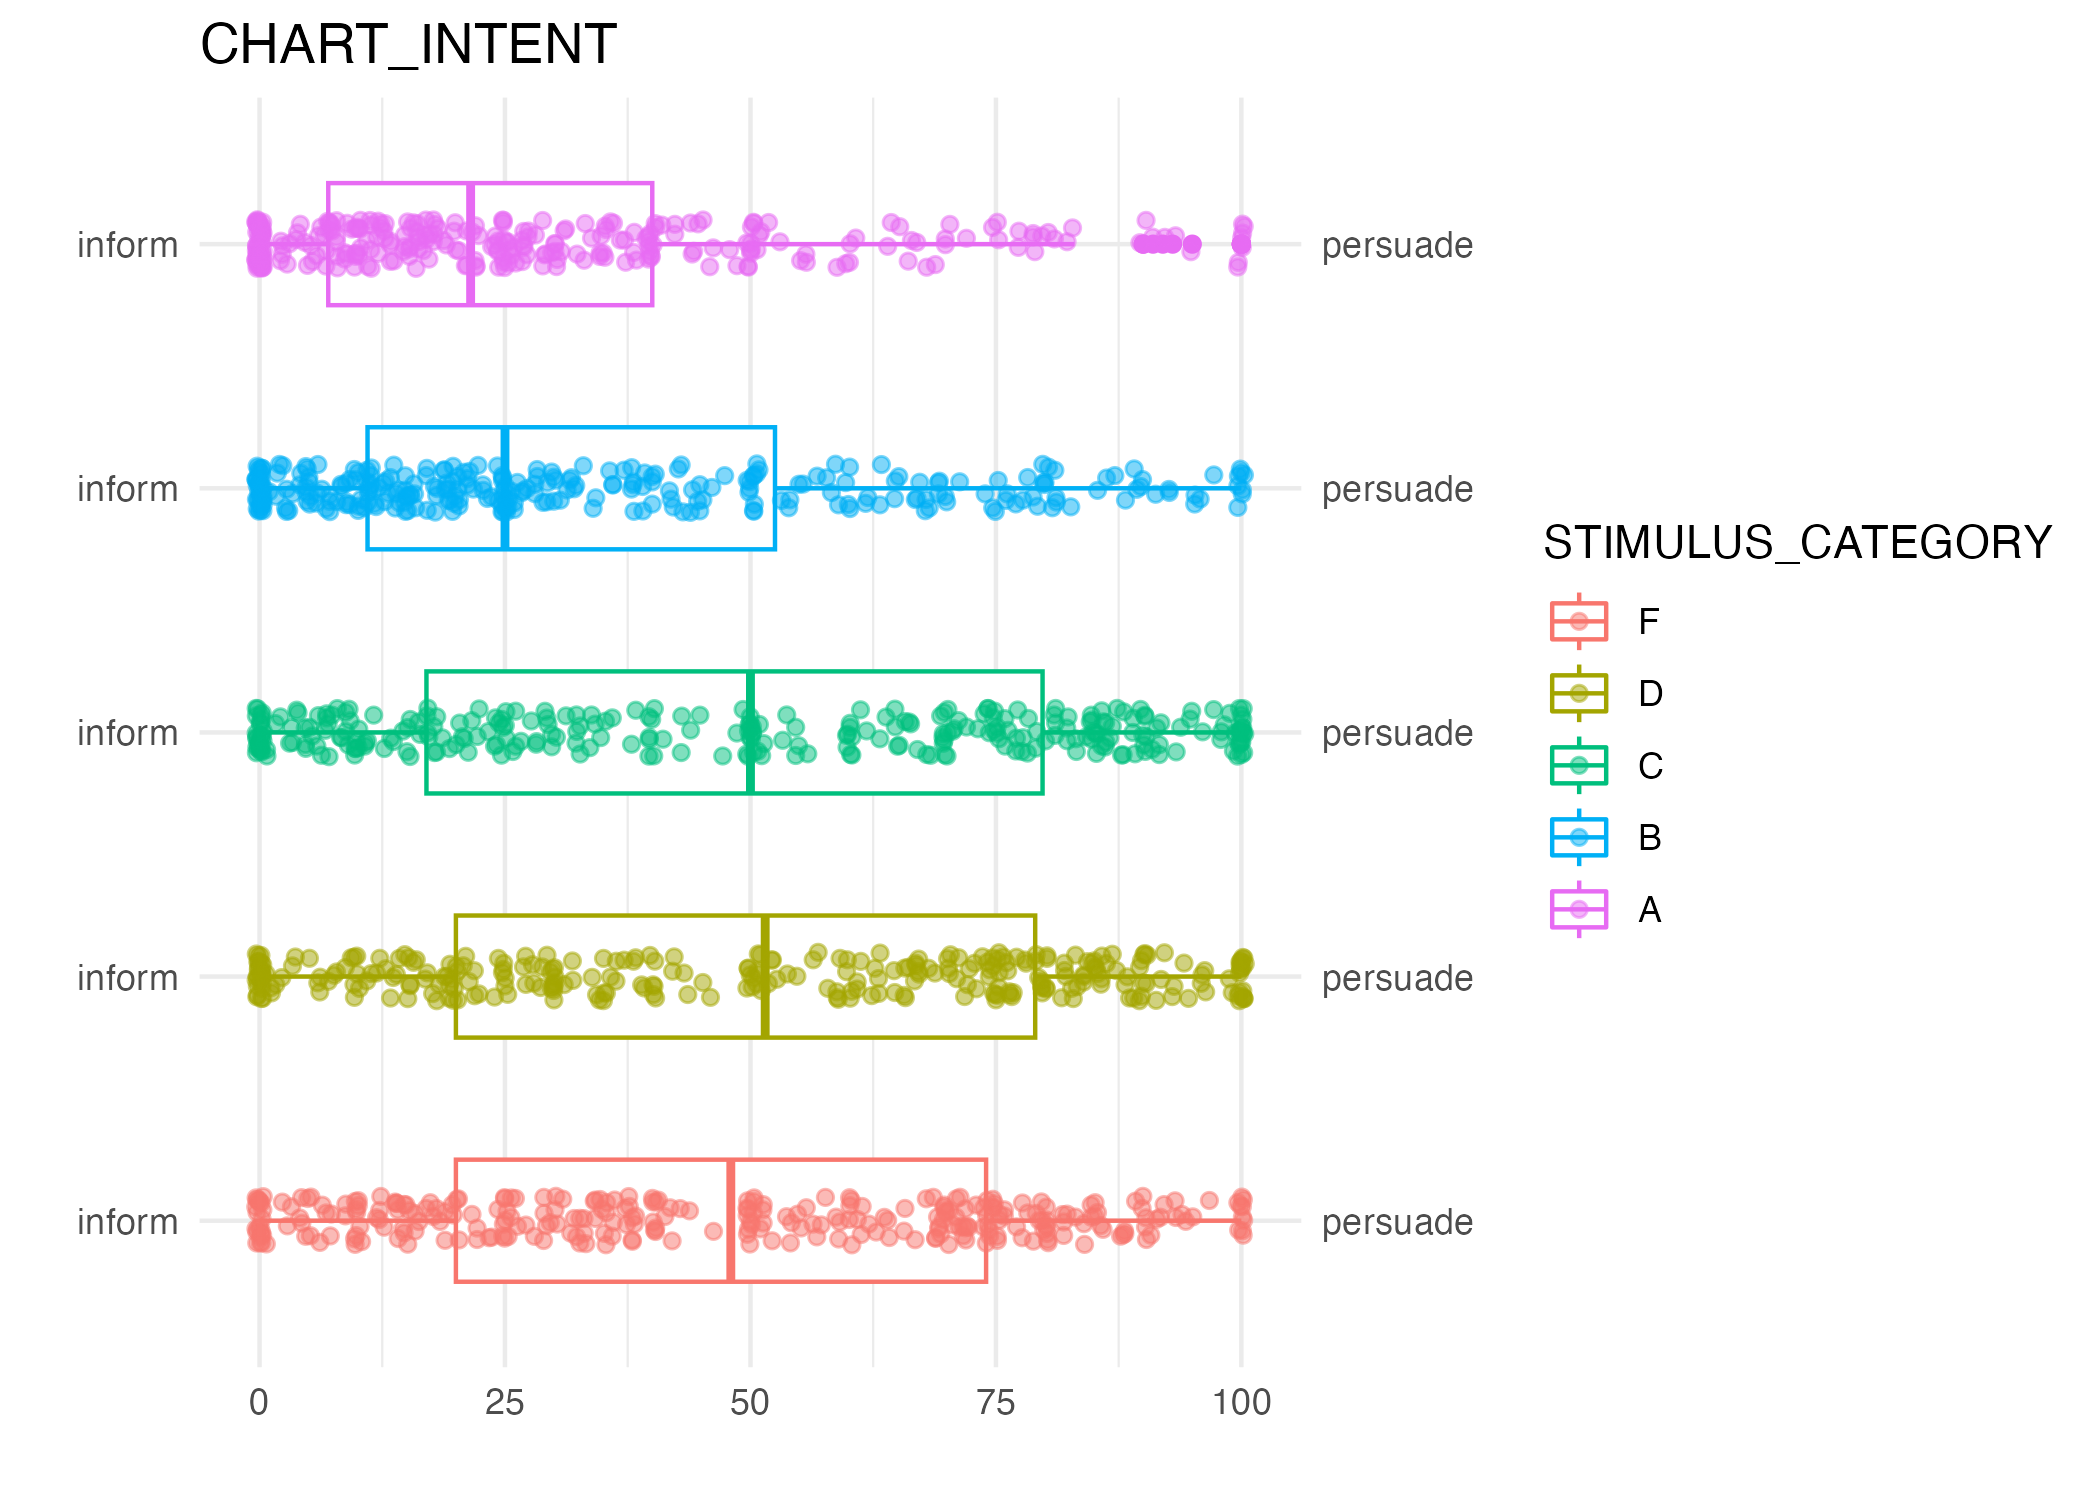 CHART_INTENT
inform persuade
inform persuade
inform persuade
inform persuade
inform persuade
0 25 50 75 100
STIMULUS_CATEGORY
F
D
C
B
A